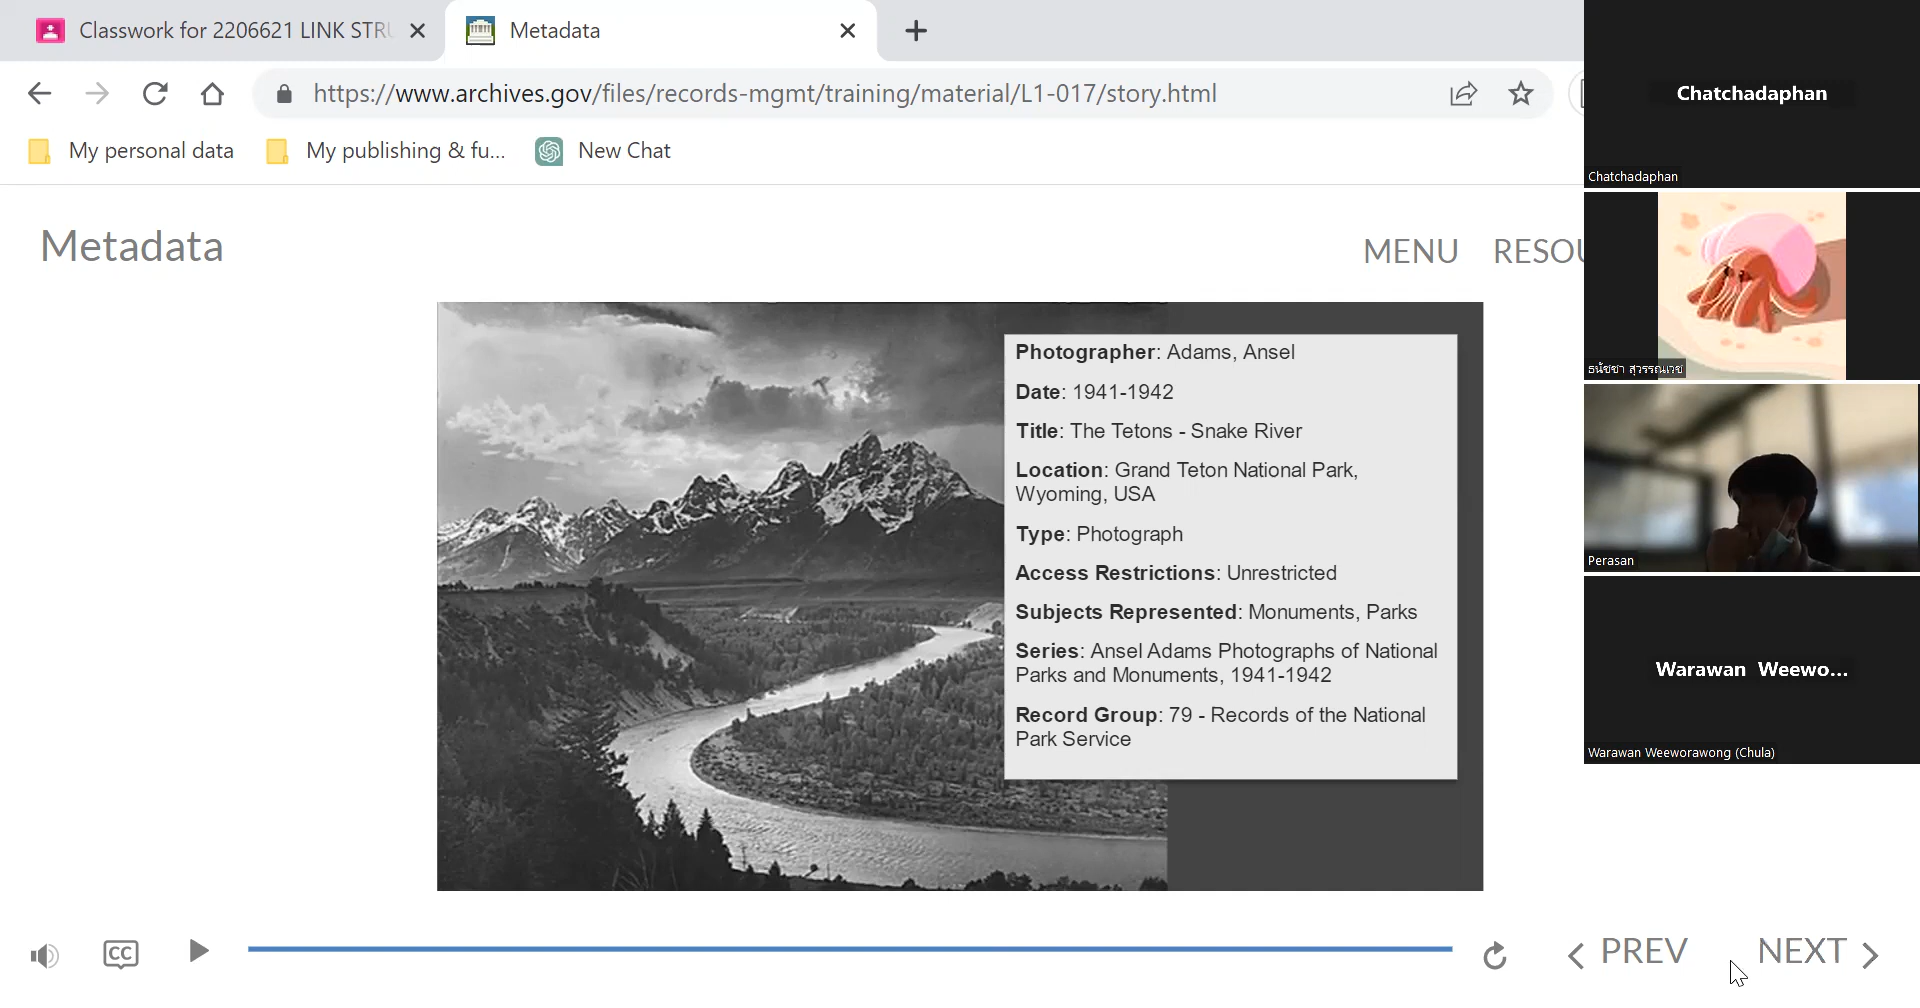 Classwork for 2206621 LINK STRU
Metadata
https://www.archives.gov/files/records-mgmt/training/material/L1-017/story.html
My personal data
My publishing & fu...
New Chat
Metadata
MENU
RESOU
Photographer: Adams, Ansel
Date: 1941-1942
Title: The Tetons - Snake River
Location: Grand Teton National Park,
Wyoming, USA
Type: Photograph
Access Restrictions: Unrestricted
Subjects Represented: Monuments, Parks
Series: Ansel Adams Photographs of National
Parks and Monuments, 1941-1942
Record Group: 79 - Records of the National
Park Service
CC
PREV
NEXT
Chatchadaphan
Chatchadaphan
ธนัชชา สุวรรณเวช
Perasan
Warawan Weewo...
Warawan Weeworawong (Chula)